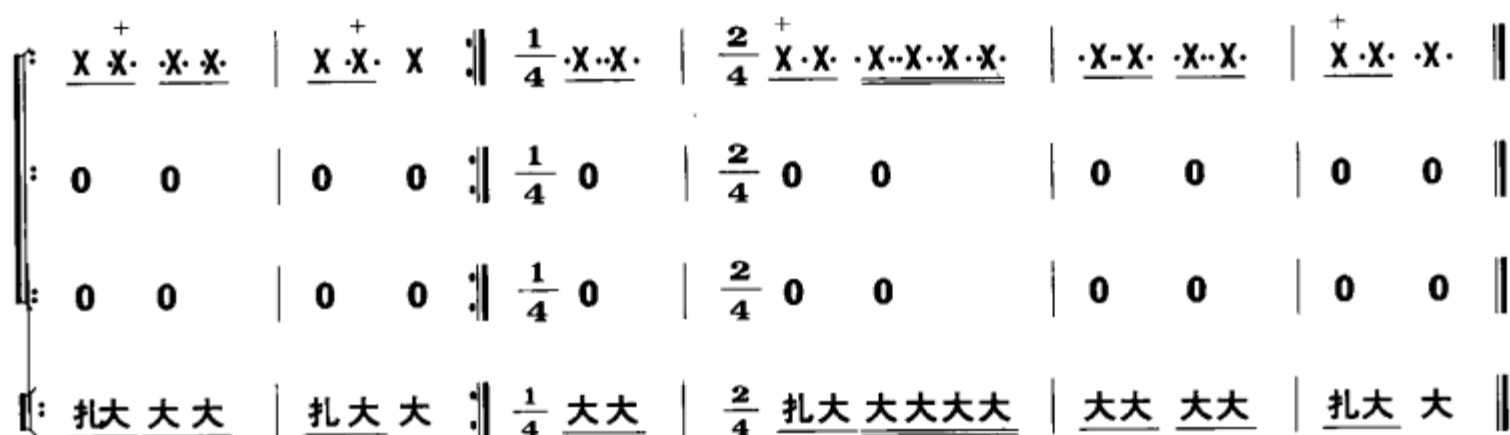 + + + +
X ·X· ·X· ·X· | X ·X· X :‖ 1/4 ·X··X· | 2/4 X ·X· ·X··X··X··X· | ·X··X· ·X··X· | X ·X· ·X· ‖
0 0 | 0 0 :‖ 1/4 0 | 2/4 0 0 | 0 0 | 0 0 ‖
0 0 | 0 0 :‖ 1/4 0 | 2/4 0 0 | 0 0 | 0 0 ‖
扎大 大大 | 扎大 大 :‖ 1/4 大大 | 2/4 扎大 大大大大 | 大大 大大 | 扎大 大 ‖